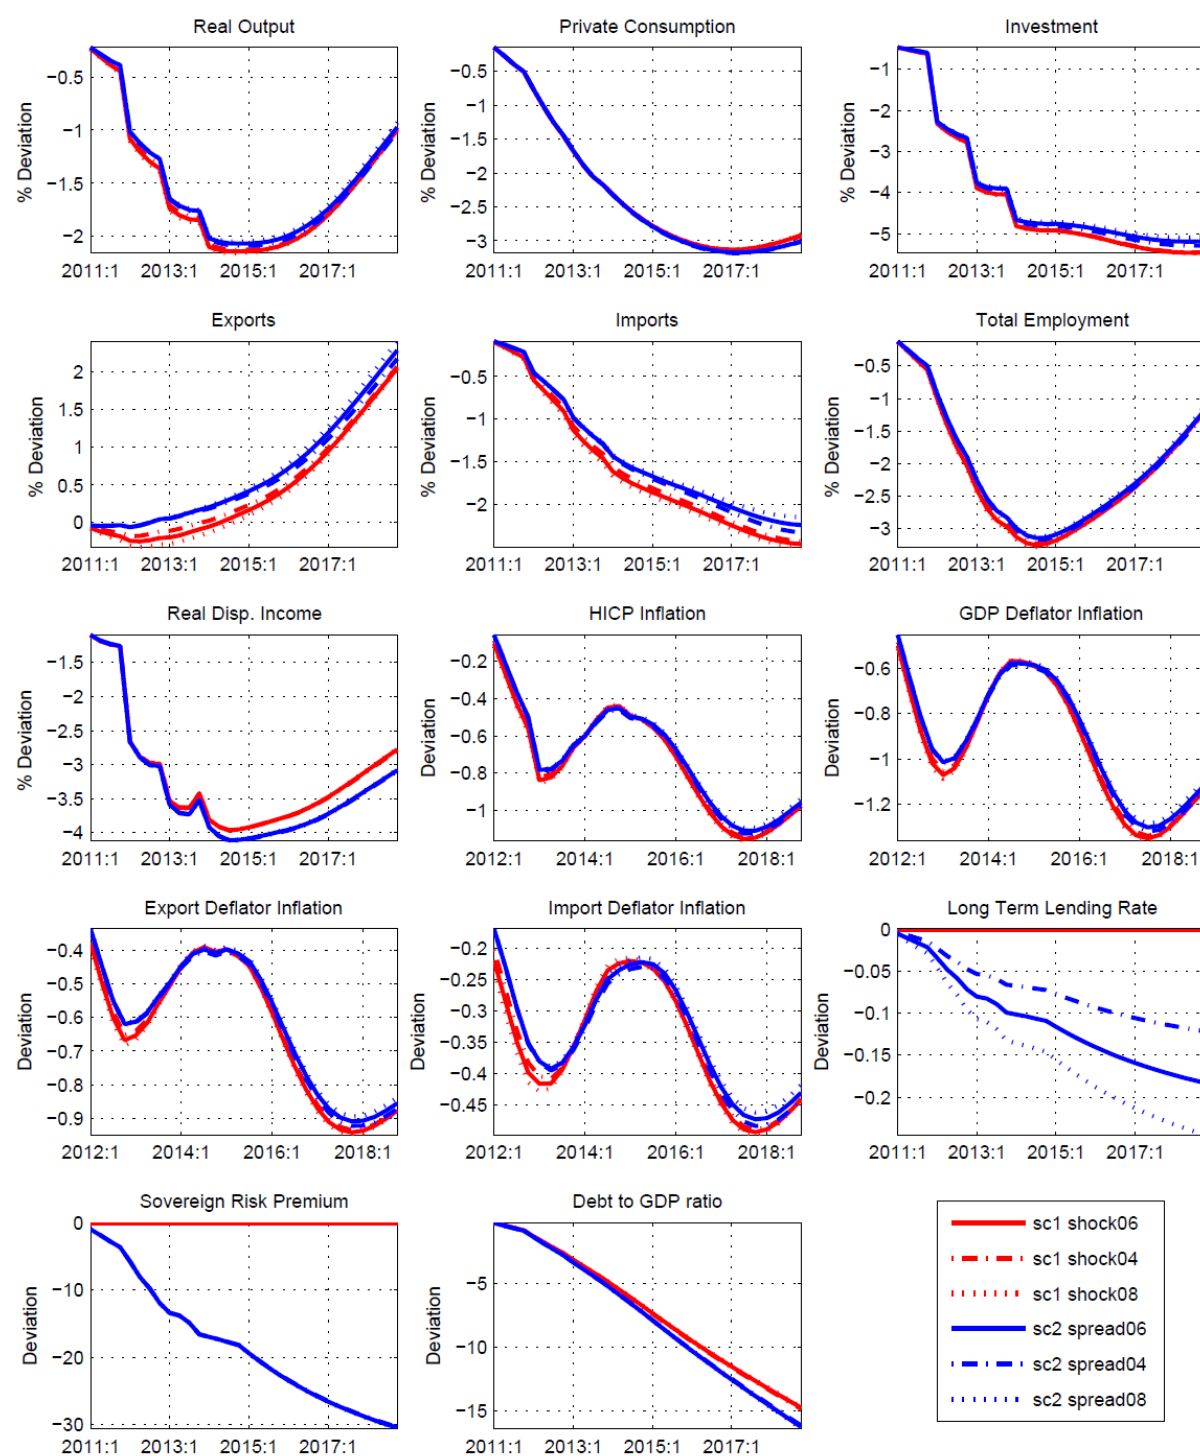 Real Output
Private Consumption
Investment
% Deviation
−0.5
−1
−1.5
−2
2011:1 2013:1 2015:1 2017:1
% Deviation
−0.5
−1
−1.5
−2
−2.5
−3
2011:1 2013:1 2015:1 2017:1
% Deviation
−1
−2
−3
−4
−5
2011:1 2013:1 2015:1 2017:1
Exports
Imports
Total Employment
% Deviation
2
1.5
1
0.5
0
2011:1 2013:1 2015:1 2017:1
% Deviation
−0.5
−1
−1.5
−2
2011:1 2013:1 2015:1 2017:1
% Deviation
−0.5
−1
−1.5
−2
−2.5
−3
2011:1 2013:1 2015:1 2017:1
Real Disp. Income
HICP Inflation
GDP Deflator Inflation
% Deviation
−1.5
−2
−2.5
−3
−3.5
−4
2011:1 2013:1 2015:1 2017:1
Deviation
−0.2
−0.4
−0.6
−0.8
−1
2012:1 2014:1 2016:1 2018:1
Deviation
−0.6
−0.8
−1
−1.2
2012:1 2014:1 2016:1 2018:1
Export Deflator Inflation
Import Deflator Inflation
Long Term Lending Rate
Deviation
−0.4
−0.5
−0.6
−0.7
−0.8
−0.9
2012:1 2014:1 2016:1 2018:1
Deviation
−0.2
−0.25
−0.3
−0.35
−0.4
−0.45
2012:1 2014:1 2016:1 2018:1
Deviation
0
−0.05
−0.1
−0.15
−0.2
2011:1 2013:1 2015:1 2017:1
Sovereign Risk Premium
Debt to GDP ratio
Deviation
0
−10
−20
−30
2011:1 2013:1 2015:1 2017:1
Deviation
−5
−10
−15
2011:1 2013:1 2015:1 2017:1
sc1 shock06
sc1 shock04
sc1 shock08
sc2 spread06
sc2 spread04
sc2 spread08